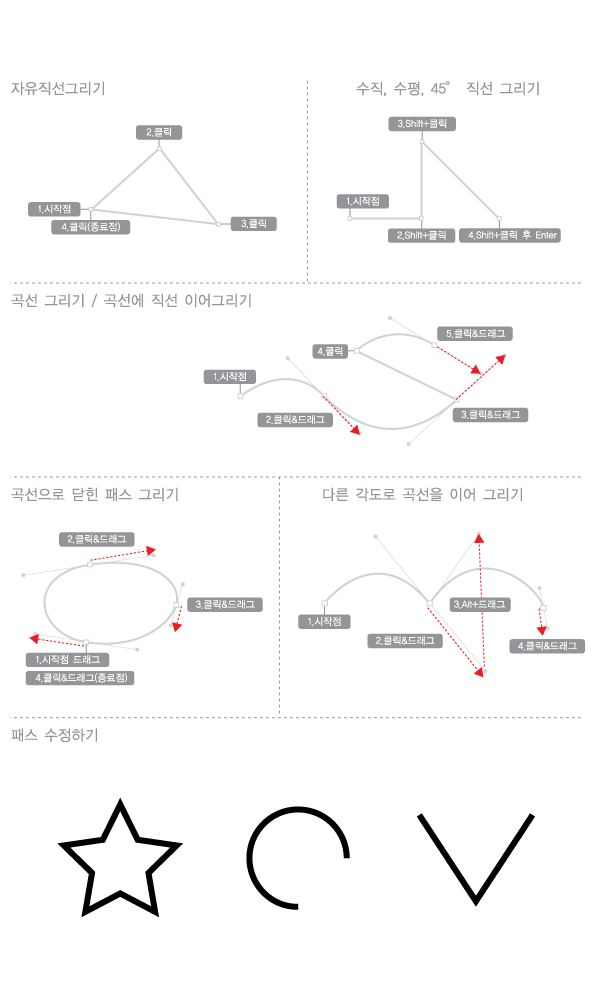 자유직선그리기
수직, 수평, 45° 직선 그리기
2.클릭
1.시작점
4.클릭(종료점)
3.클릭
3.Shift+클릭
1.시작점
2.Shift+클릭
4.Shift+클릭 후 Enter
곡선 그리기 / 곡선에 직선 이어그리기
5.클릭&드래그
4.클릭
1.시작점
2.클릭&드래그
3.클릭&드래그
곡선으로 닫힌 패스 그리기
다른 각도로 곡선을 이어 그리기
2.클릭&드래그
3.클릭&드래그
1.시작점 드래그
4.클릭&드래그(종료점)
3.Alt+드래그
1.시작점
2.클릭&드래그
4.클릭&드래그
패스 수정하기